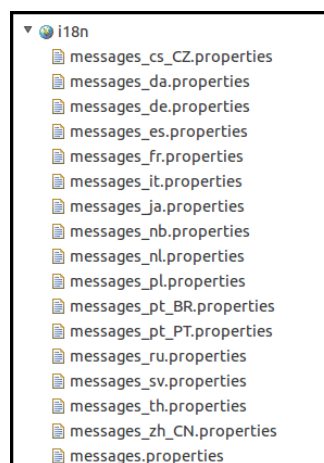 i18n
messages_cs_CZ.properties
messages_da.properties
messages_de.properties
messages_es.properties
messages_fr.properties
messages_it.properties
messages_ja.properties
messages_nb.properties
messages_nl.properties
messages_pl.properties
messages_pt_BR.properties
messages_pt_PT.properties
messages_ru.properties
messages_sv.properties
messages_th.properties
messages_zh_CN.properties
messages.properties